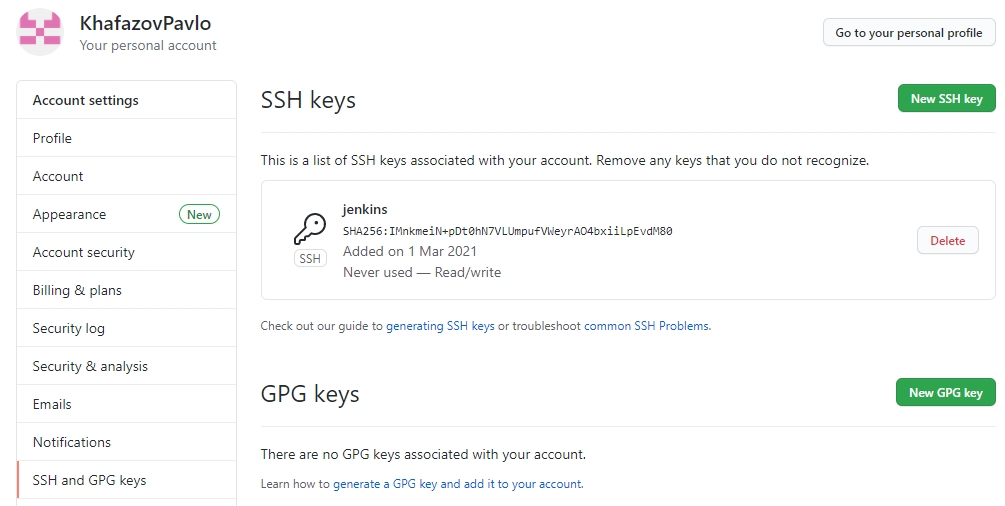 KhafazovPavlo
Your personal account
Go to your personal profile
Account settings
Profile
Account
Appearance New
Account security
Billing & plans
Security log
Security & analysis
Emails
Notifications
SSH and GPG keys
SSH keys
New SSH key
This is a list of SSH keys associated with your account. Remove any keys that you do not recognize.
jenkins
SHA256:IMnkmeiN+pDt0hN7VLUmpufVWeyrAO4bxiiLpEvdM80
Added on 1 Mar 2021
Never used — Read/write
SSH
Delete
Check out our guide to generating SSH keys or troubleshoot common SSH Problems.
GPG keys
New GPG key
There are no GPG keys associated with your account.
Learn how to generate a GPG key and add it to your account.